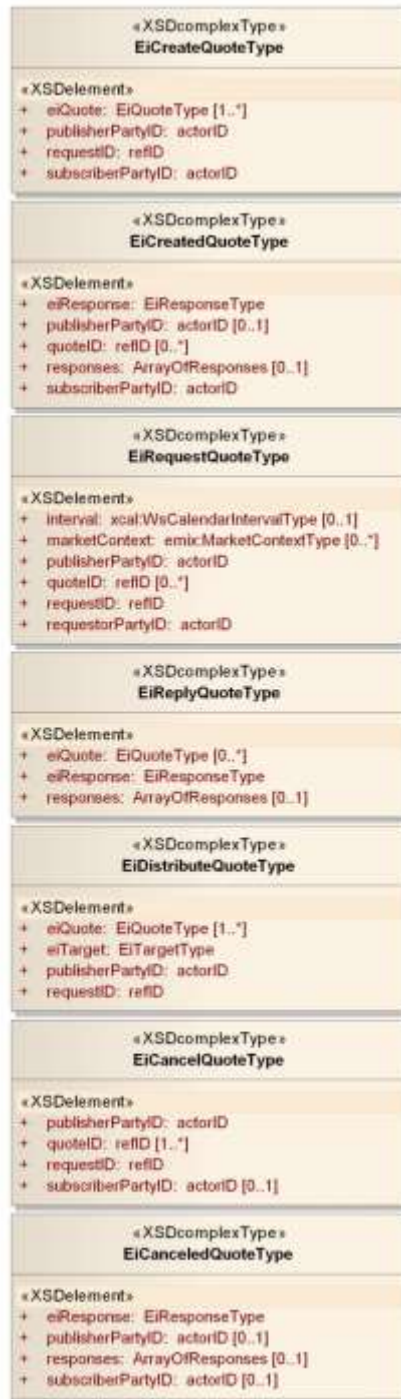 «XSDcomplexType»
EiCreateQuoteType
«XSDelement»
+ eiQuote: EiQuoteType [1..*]
+ publisherPartyID: actorID
+ requestID: refID
+ subscriberPartyID: actorID
«XSDcomplexType»
EiCreatedQuoteType
«XSDelement»
+ eiResponse: EiResponseType
+ publisherPartyID: actorID [0..1]
+ quoteID: refID [0..*]
+ responses: ArrayOfResponses [0..1]
+ subscriberPartyID: actorID
«XSDcomplexType»
EiRequestQuoteType
«XSDelement»
+ interval: xcal:WsCalendarIntervalType [0..1]
+ marketContext: emix:MarketContextType [0..*]
+ publisherPartyID: actorID
+ quoteID: refID [0..*]
+ requestID: refID
+ requestorPartyID: actorID
«XSDcomplexType»
EiReplyQuoteType
«XSDelement»
+ eiQuote: EiQuoteType [0..*]
+ eiResponse: EiResponseType
+ responses: ArrayOfResponses [0..1]
«XSDcomplexType»
EiDistributeQuoteType
«XSDelement»
+ eiQuote: EiQuoteType [1..*]
+ eiTarget: EiTargetType
+ publisherPartyID: actorID
+ requestID: refID
«XSDcomplexType»
EiCancelQuoteType
«XSDelement»
+ publisherPartyID: actorID
+ quoteID: refID [1..*]
+ requestID: refID
+ subscriberPartyID: actorID [0..1]
«XSDcomplexType»
EiCanceledQuoteType
«XSDelement»
+ eiResponse: EiResponseType
+ publisherPartyID: actorID [0..1]
+ responses: ArrayOfResponses [0..1]
+ subscriberPartyID: actorID [0..1]